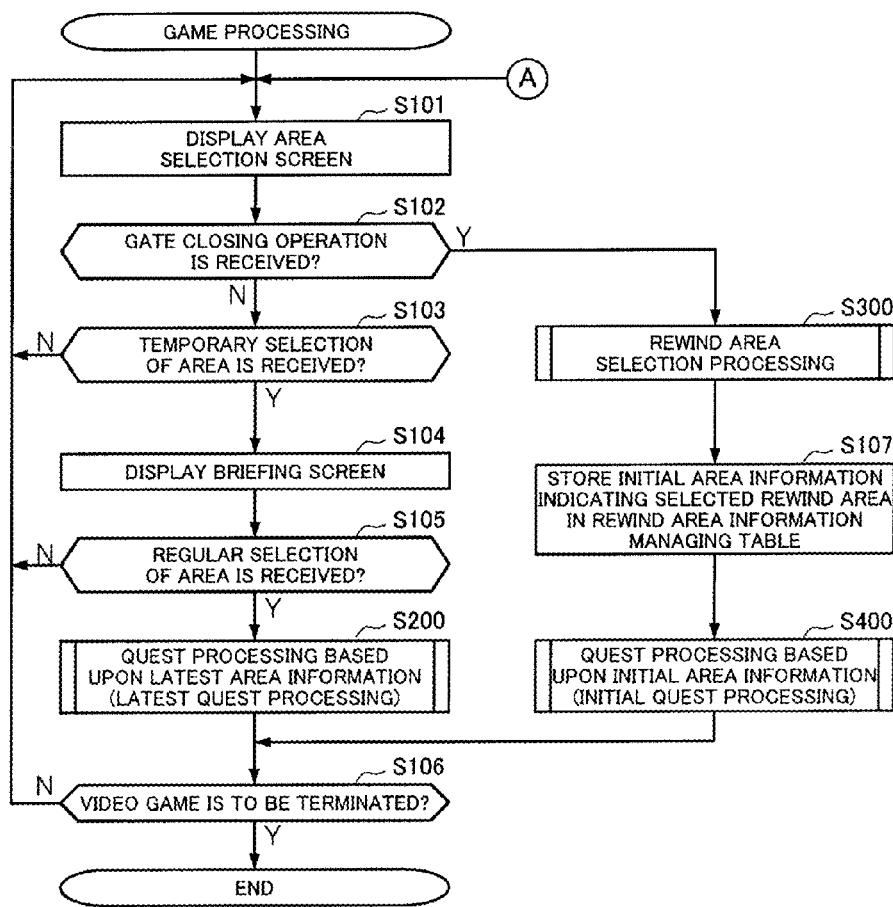 GAME PROCESSING
A
S101
DISPLAY AREA
SELECTION SCREEN
S102
GATE CLOSING OPERATION
IS RECEIVED?
Y
N
S103
TEMPORARY SELECTION
OF AREA IS RECEIVED?
N
Y
S300
REWIND AREA
SELECTION PROCESSING
S104
DISPLAY BRIEFING SCREEN
S107
STORE INITIAL AREA INFORMATION
INDICATING SELECTED REWIND AREA
IN REWIND AREA INFORMATION
MANAGING TABLE
S105
REGULAR SELECTION
OF AREA IS RECEIVED?
N
Y
S200
QUEST PROCESSING BASED
UPON LATEST AREA INFORMATION
(LATEST QUEST PROCESSING)
S400
QUEST PROCESSING BASED
UPON INITIAL AREA INFORMATION
(INITIAL QUEST PROCESSING)
S106
VIDEO GAME IS TO BE TERMINATED?
N
Y
END